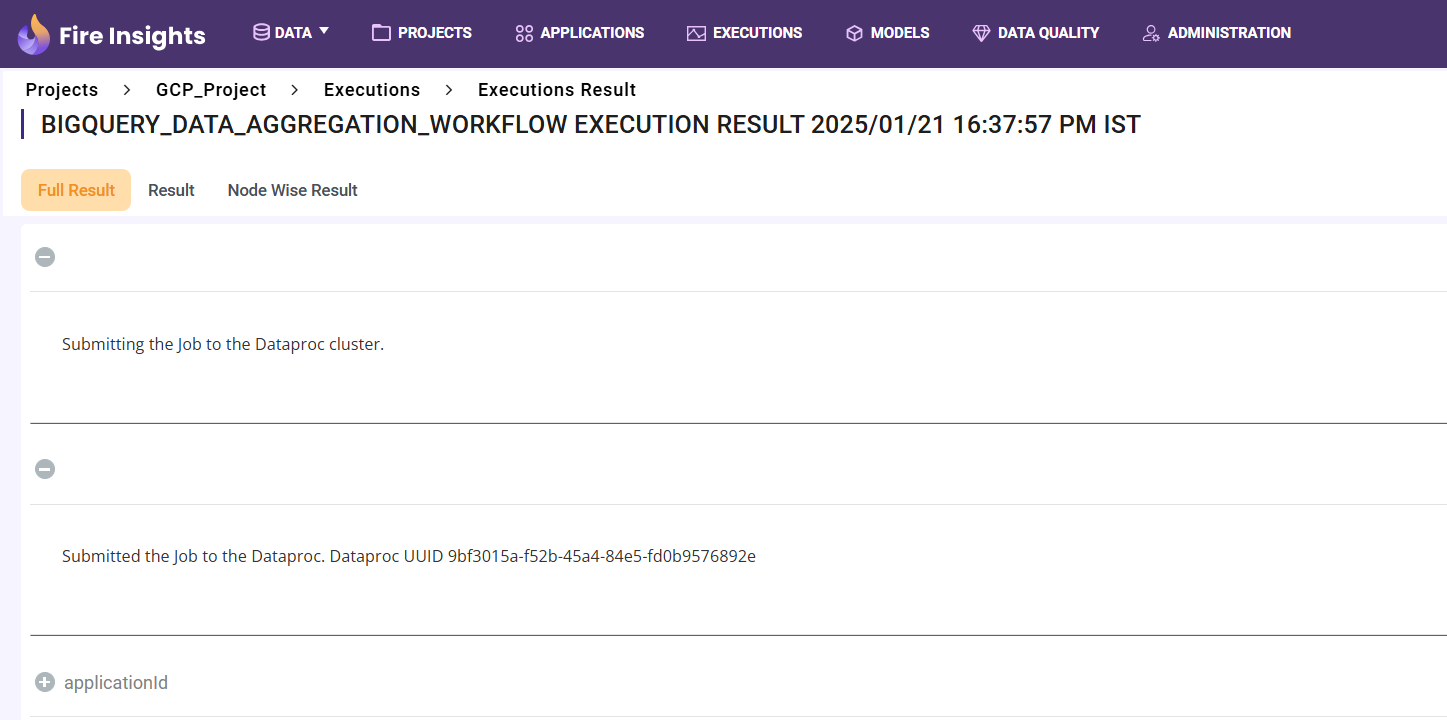 Fire Insights DATA PROJECTS APPLICATIONS EXECUTIONS MODELS DATA QUALITY ADMINISTRATION
Projects > GCP_Project > Executions > Executions Result
BIGQUERY_DATA_AGGREGATION_WORKFLOW EXECUTION RESULT 2025/01/21 16:37:57 PM IST
Full Result Result Node Wise Result
Submitting the Job to the Dataproc cluster.
Submitted the Job to the Dataproc. Dataproc UUID 9bf3015a-f52b-45a4-84e5-fd0b9576892e
applicationId